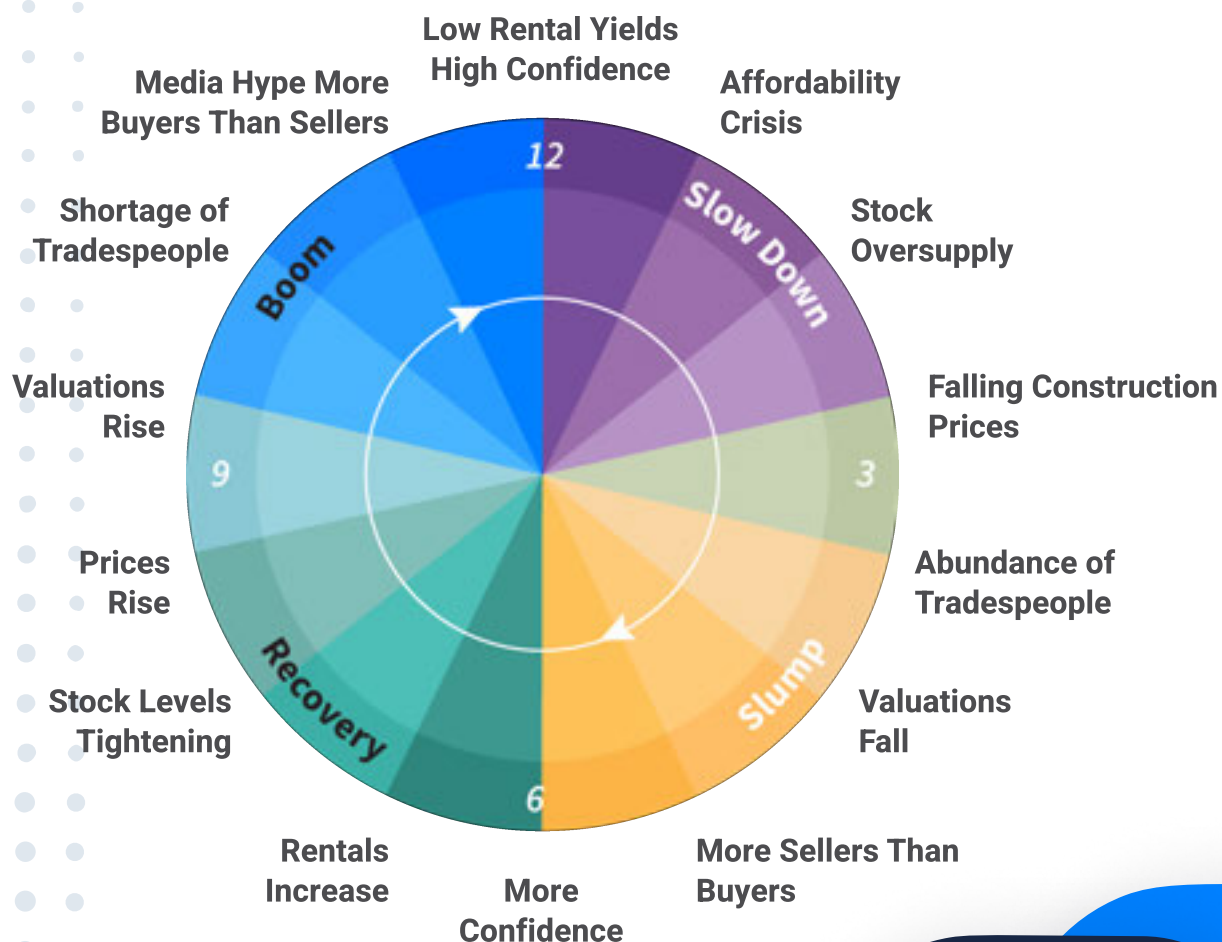 Low Rental Yields
High Confidence
Affordability
Crisis
Stock
Oversupply
Falling Construction
Prices
Abundance of
Tradespeople
Valuations
Fall
More Sellers Than
Buyers
More
Confidence
Rentals
Increase
Stock Levels
Tightening
Prices
Rise
Valuations
Rise
Shortage of
Tradespeople
Media Hype More
Buyers Than Sellers
12
Slow Down
3
Slump
6
Recovery
9
Boom